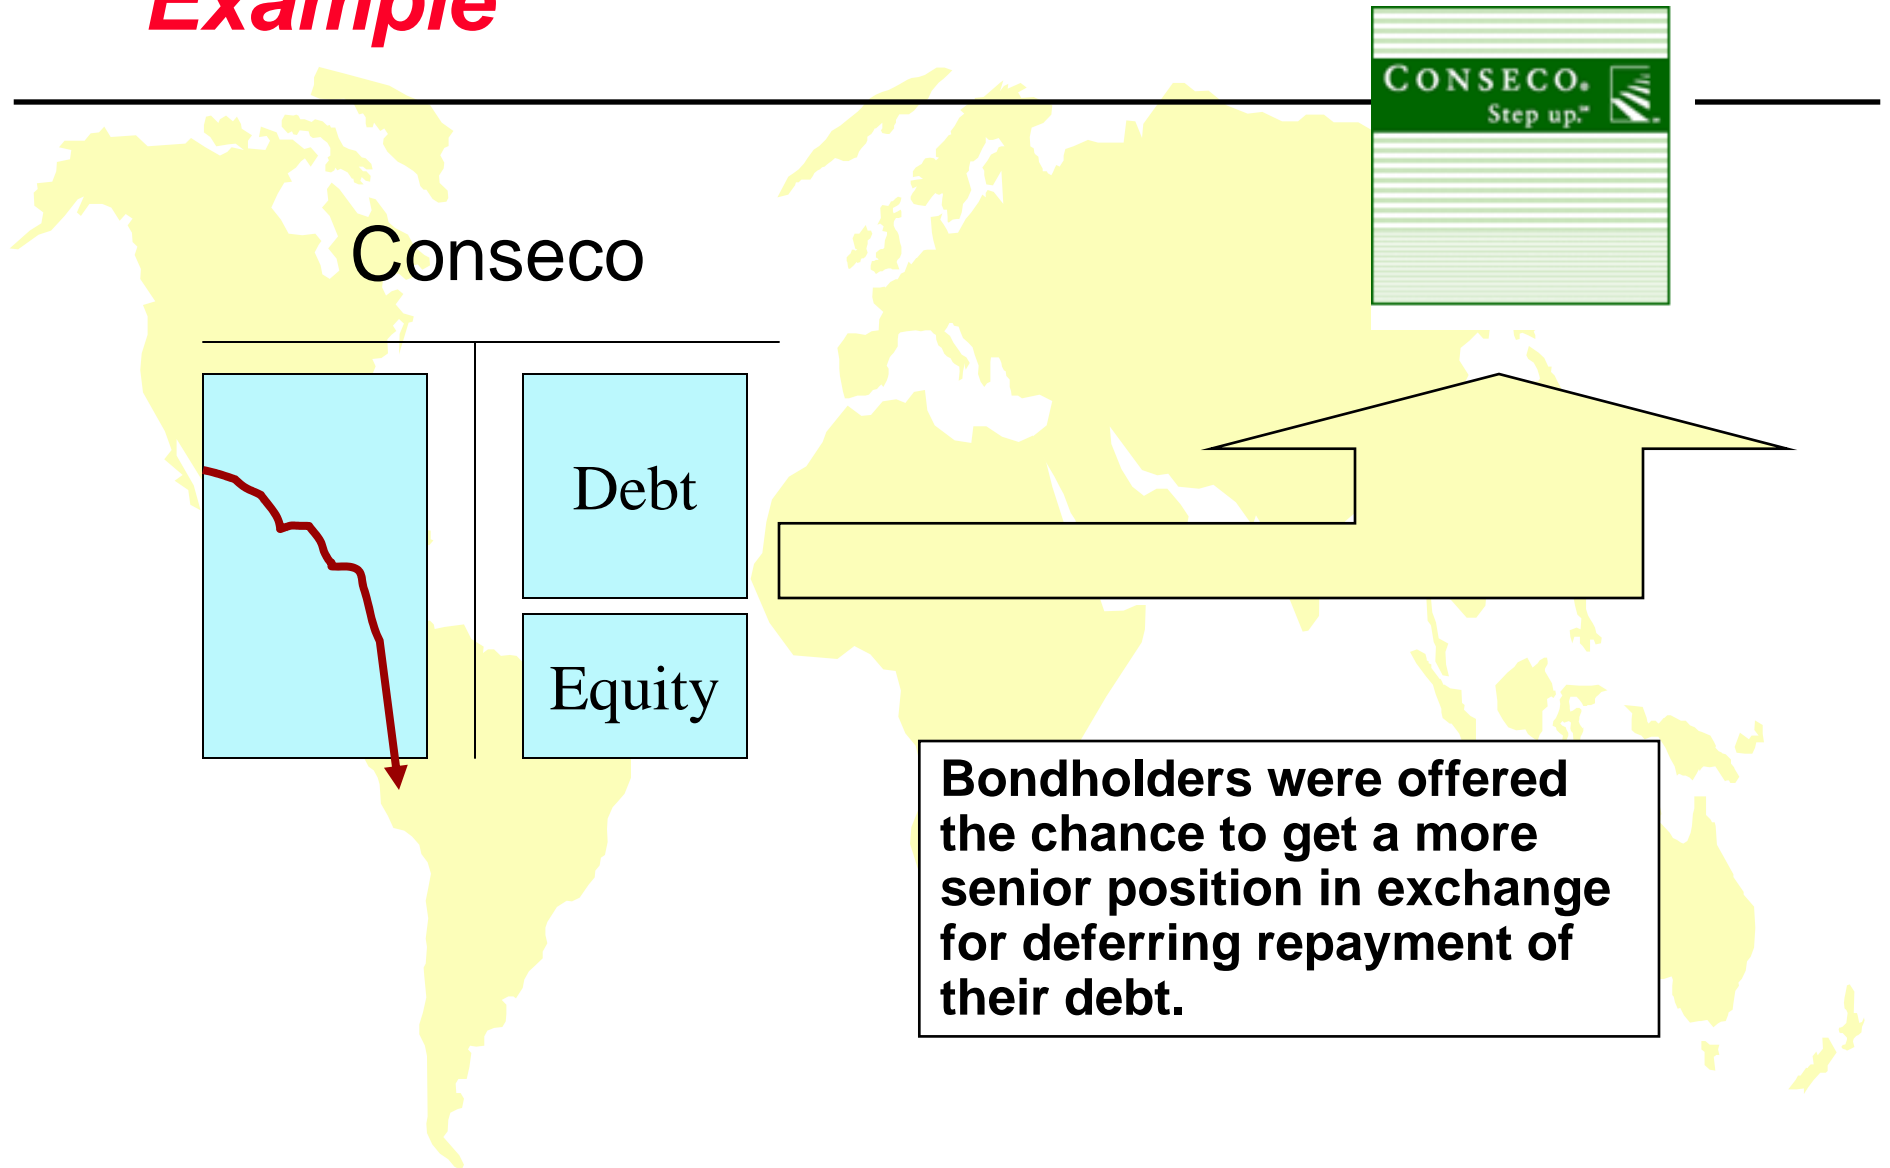 Example
CONSECO.
Step up.℠
Conseco
Debt
Equity
Bondholders were offered
the chance to get a more
senior position in exchange
for deferring repayment of
their debt.